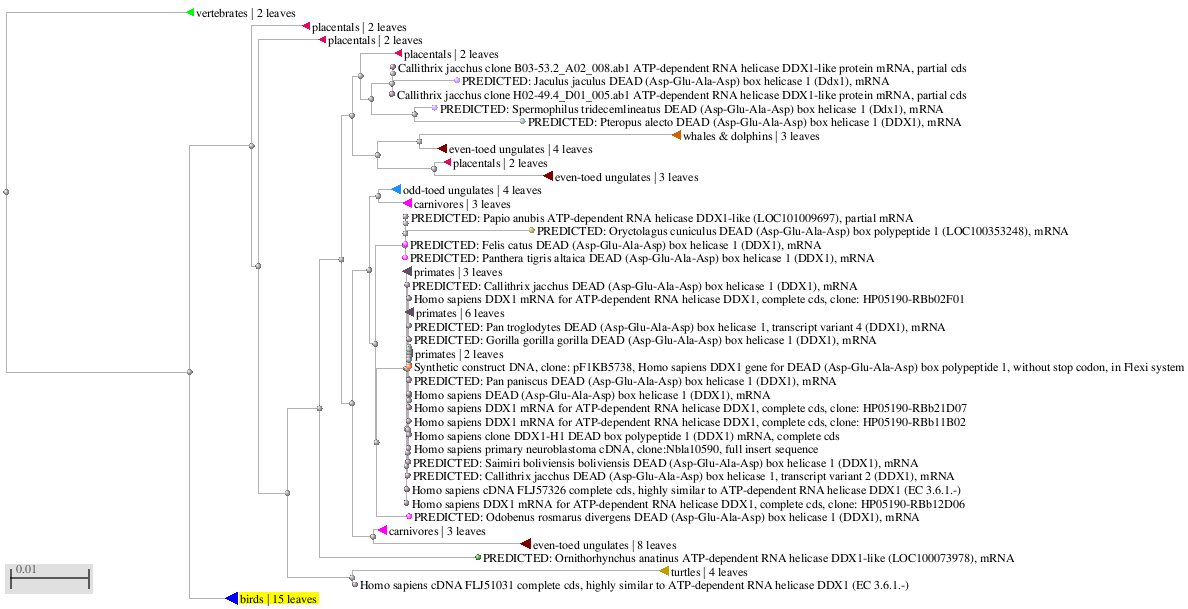 vertebrates | 2 leaves
placentals | 2 leaves
placentals | 2 leaves
placentals | 2 leaves
Callithrix jacchus clone B03-53.2_A02_008.ab1 ATP-dependent RNA helicase DDX1-like protein mRNA, partial cds
PREDICTED: Jaculus jaculus DEAD (Asp-Glu-Ala-Asp) box helicase 1 (Ddx1), mRNA
Callithrix jacchus clone H02-49.4_D01_005.ab1 ATP-dependent RNA helicase DDX1-like protein mRNA, partial cds
PREDICTED: Spermophilus tridecemlineatus DEAD (Asp-Glu-Ala-Asp) box helicase 1 (Ddx1), mRNA
PREDICTED: Pteropus alecto DEAD (Asp-Glu-Ala-Asp) box helicase 1 (DDX1), mRNA
whales & dolphins | 3 leaves
even-toed ungulates | 4 leaves
placentals | 2 leaves
even-toed ungulates | 3 leaves
odd-toed ungulates | 4 leaves
carnivores | 3 leaves
PREDICTED: Papio anubis ATP-dependent RNA helicase DDX1-like (LOC101009697), partial mRNA
PREDICTED: Oryctolagus cuniculus DEAD (Asp-Glu-Ala-Asp) box polypeptide 1 (LOC100353248), mRNA
PREDICTED: Felis catus DEAD (Asp-Glu-Ala-Asp) box helicase 1 (DDX1), mRNA
PREDICTED: Panthera tigris altaica DEAD (Asp-Glu-Ala-Asp) box helicase 1 (DDX1), mRNA
primates | 3 leaves
PREDICTED: Callithrix jacchus DEAD (Asp-Glu-Ala-Asp) box helicase 1 (DDX1), mRNA
Homo sapiens DDX1 mRNA for ATP-dependent RNA helicase DDX1, complete cds, clone: HP05190-RBb02F01
primates | 6 leaves
PREDICTED: Pan troglodytes DEAD (Asp-Glu-Ala-Asp) box helicase 1, transcript variant 4 (DDX1), mRNA
PREDICTED: Gorilla gorilla gorilla DEAD (Asp-Glu-Ala-Asp) box helicase 1 (DDX1), mRNA
primates | 2 leaves
Synthetic construct DNA, clone: pF1KB5738, Homo sapiens DDX1 gene for DEAD (Asp-Glu-Ala-Asp) box polypeptide 1, without stop codon, in Flexi system
PREDICTED: Pan paniscus DEAD (Asp-Glu-Ala-Asp) box helicase 1 (DDX1), mRNA
Homo sapiens DEAD (Asp-Glu-Ala-Asp) box helicase 1 (DDX1), mRNA
Homo sapiens DDX1 mRNA for ATP-dependent RNA helicase DDX1, complete cds, clone: HP05190-RBb21D07
Homo sapiens DDX1 mRNA for ATP-dependent RNA helicase DDX1, complete cds, clone: HP05190-RBb11B02
Homo sapiens clone DDX1-H1 DEAD box polypeptide 1 (DDX1) mRNA, complete cds
Homo sapiens primary neuroblastoma cDNA, clone:Nbla10590, full insert sequence
PREDICTED: Saimiri boliviensis boliviensis DEAD (Asp-Glu-Ala-Asp) box helicase 1 (DDX1), mRNA
PREDICTED: Callithrix jacchus DEAD (Asp-Glu-Ala-Asp) box helicase 1, transcript variant 2 (DDX1), mRNA
Homo sapiens cDNA FLJ57326 complete cds, highly similar to ATP-dependent RNA helicase DDX1 (EC 3.6.1.-)
Homo sapiens DDX1 mRNA for ATP-dependent RNA helicase DDX1, complete cds, clone: HP05190-RBb12D06
PREDICTED: Odobenus rosmarus divergens DEAD (Asp-Glu-Ala-Asp) box helicase 1 (DDX1), mRNA
carnivores | 3 leaves
even-toed ungulates | 8 leaves
PREDICTED: Ornithorhynchus anatinus ATP-dependent RNA helicase DDX1-like (LOC100073978), mRNA
turtles | 4 leaves
Homo sapiens cDNA FLJ51031 complete cds, highly similar to ATP-dependent RNA helicase DDX1 (EC 3.6.1.-)
birds | 15 leaves
0.01